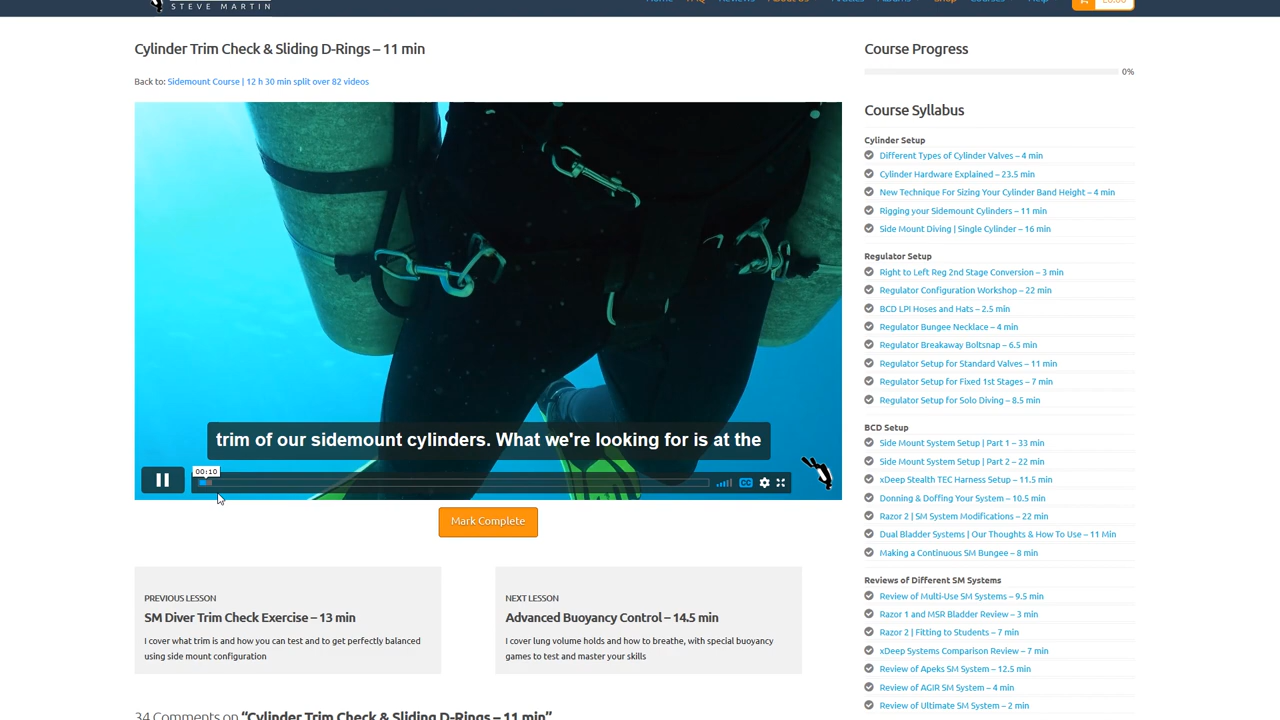 STEVE MARTIN
Cylinder Trim Check & Sliding D-Rings – 11 min
Back to: Sidemount Course | 12 h 30 min split over 82 videos
trim of our sidemount cylinders. What we're looking for is at the
00:10
CC
Mark Complete
PREVIOUS LESSON
SM Diver Trim Check Exercise – 13 min
I cover what trim is and how you can test and to get perfectly balanced
using side mount configuration
NEXT LESSON
Advanced Buoyancy Control – 14.5 min
I cover lung volume holds and how to breathe, with special buoyancy
games to test and master your skills
34 Comments on “Cylinder Trim Check & Sliding D-Rings – 11 min”
Course Progress
0%
Course Syllabus
Cylinder Setup
Different Types of Cylinder Valves – 4 min
Cylinder Hardware Explained – 23.5 min
New Technique For Sizing Your Cylinder Band Height – 4 min
Rigging your Sidemount Cylinders – 11 min
Side Mount Diving | Single Cylinder – 16 min
Regulator Setup
Right to Left Reg 2nd Stage Conversion – 3 min
Regulator Configuration Workshop – 22 min
BCD LPI Hoses and Hats – 2.5 min
Regulator Bungee Necklace – 4 min
Regulator Breakaway Boltsnap – 6.5 min
Regulator Setup for Standard Valves – 11 min
Regulator Setup for Fixed 1st Stages – 7 min
Regulator Setup for Solo Diving – 8.5 min
BCD Setup
Side Mount System Setup | Part 1 – 33 min
Side Mount System Setup | Part 2 – 22 min
xDeep Stealth TEC Harness Setup – 11.5 min
Donning & Doffing Your System – 10.5 min
Razor 2 | SM System Modifications – 22 min
Dual Bladder Systems | Our Thoughts & How To Use – 11 Min
Making a Continuous SM Bungee – 8 min
Reviews of Different SM Systems
Review of Multi-Use SM Systems – 9.5 min
Razor 1 and MSR Bladder Review – 3 min
Razor 2 | Fitting to Students – 7 min
xDeep Systems Comparison Review – 7 min
Review of Apeks SM System – 12.5 min
Review of AGIR SM System – 4 min
Review of Ultimate SM System – 2 min